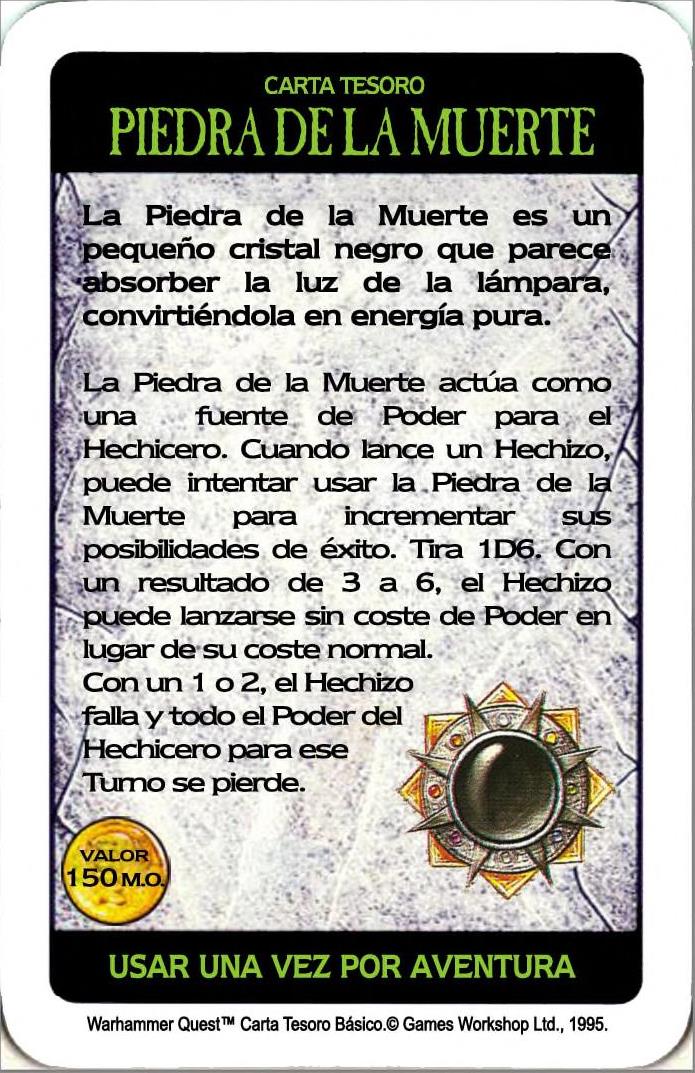 CARTA TESORO
PIEDRA DE LA MUERTE
La Piedra de la Muerte es un
pequeño cristal negro que parece
absorber la luz de la lámpara,
convirtiéndola en energía pura.
La Piedra de la Muerte actúa como
una fuente de Poder para el
Hechicero. Cuando lance un Hechizo,
puede intentar usar la Piedra de la
Muerte para incrementar sus
posibilidades de éxito. Tira 1D6. Con
un resultado de 3 a 6, el Hechizo
puede lanzarse sin coste de Poder en
lugar de su coste normal.
Con un 1 o 2, el Hechizo
falla y todo el Poder del
Hechicero para ese
Turno se pierde.
VALOR
150 M.O.
USAR UNA VEZ POR AVENTURA
Warhammer Quest™ Carta Tesoro Básico.© Games Workshop Ltd., 1995.